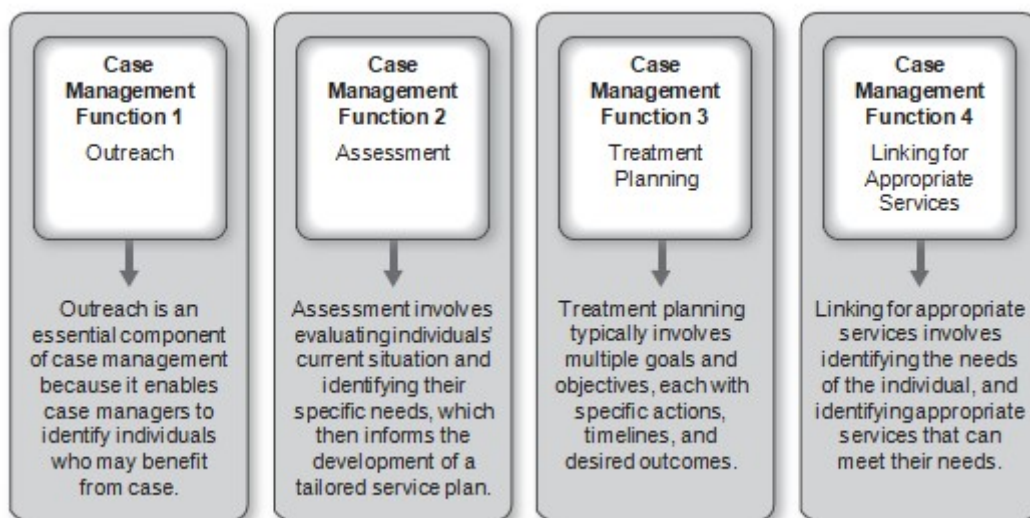 Case
Management
Function 1
Outreach
Outreach is an
essential component
of case management
because it enables
case managers to
identify individuals
who may benefit
from case.
Case
Management
Function 2
Assessment
Assessment involves
evaluating individuals'
current situation and
identifying their
specific needs, which
then informs the
development of a
tailored service plan.
Case
Management
Function 3
Treatment
Planning
Treatment planning
typically involves
multiple goals and
objectives, each with
specific actions,
timelines, and
desired outcomes.
Case
Management
Function 4
Linking for
Appropriate
Services
Linking for appropriate
services involves
identifying the needs
of the individual, and
identifying appropriate
services that can
meet their needs.